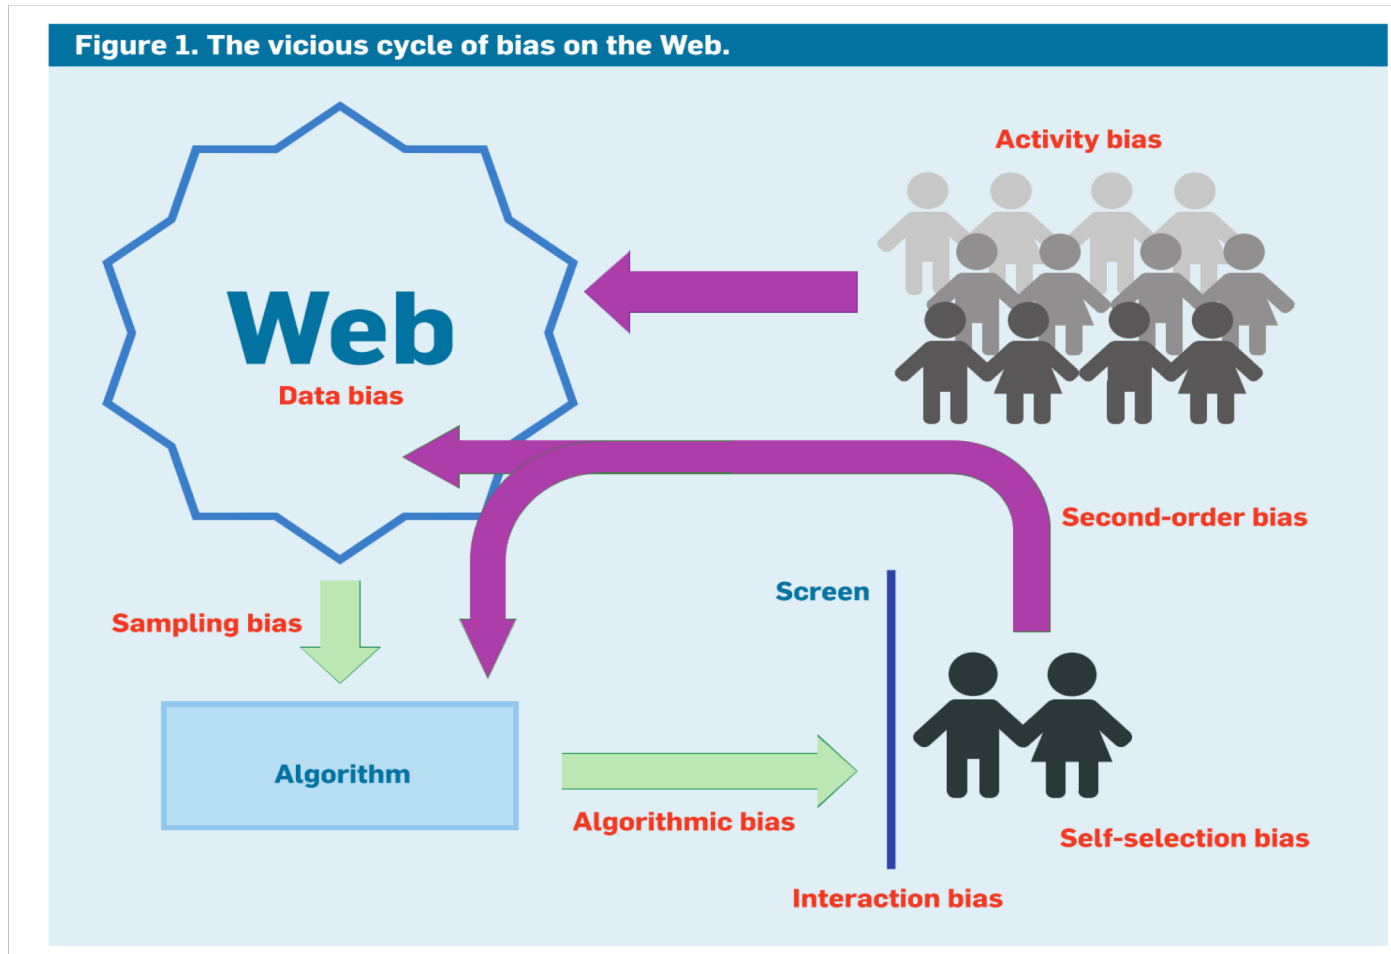 Figure 1. The vicious cycle of bias on the Web.
Activity bias
Web
Data bias
Second-order bias
Screen
Sampling bias
Algorithm
Algorithmic bias
Self-selection bias
Interaction bias